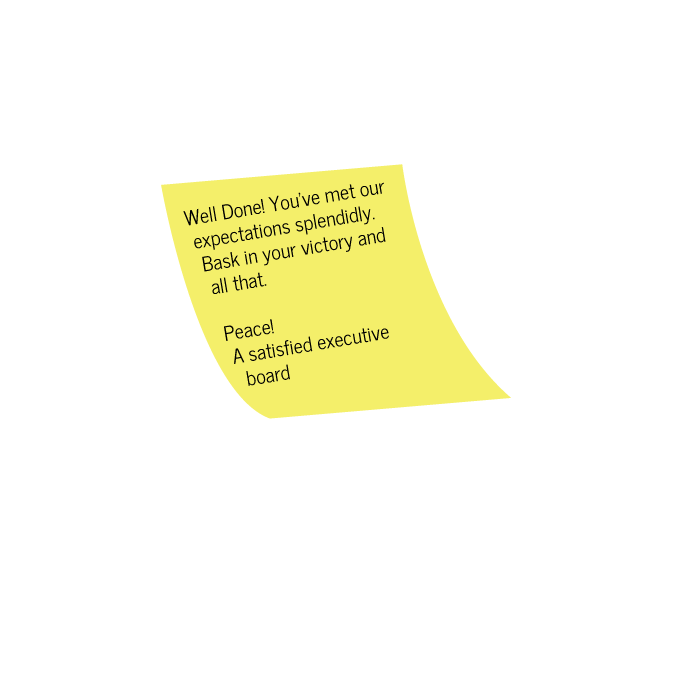 Well Done! You've met our
expectations splendidly.
Bask in your victory and
all that.

Peace!
A satisfied executive
board